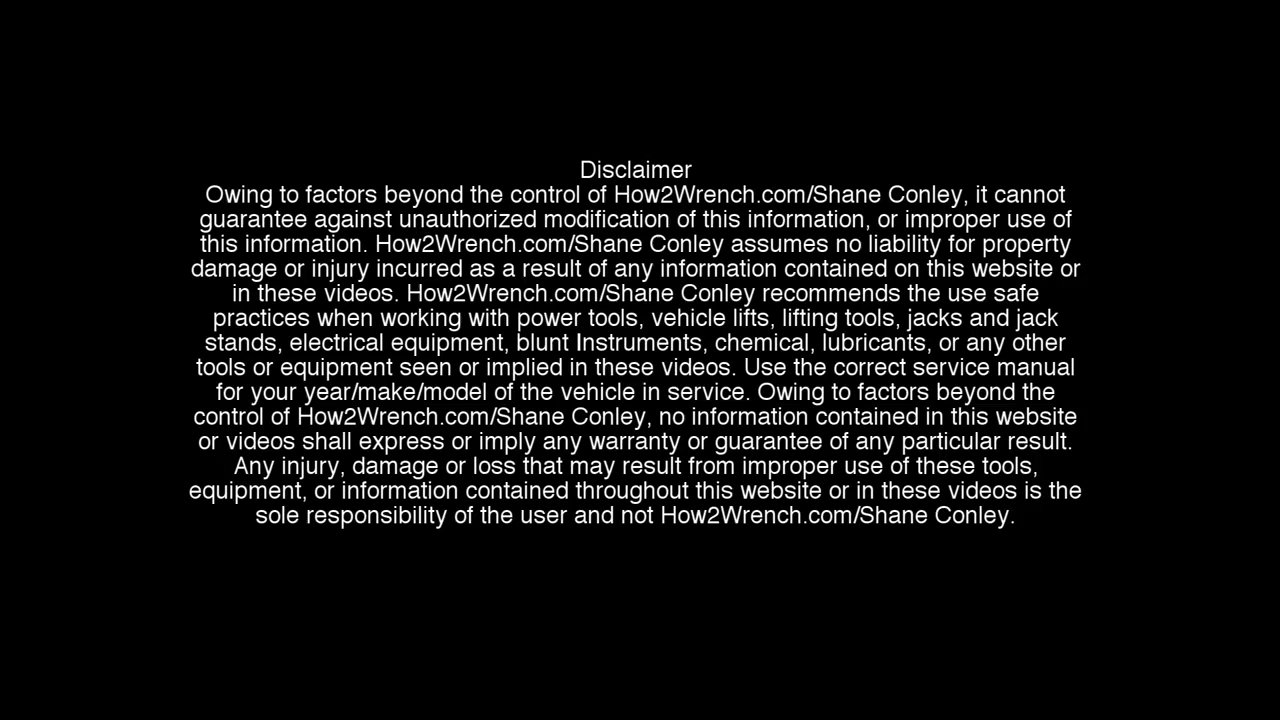 Disclaimer
Owing to factors beyond the control of How2Wrench.com/Shane Conley, it cannot
guarantee against unauthorized modification of this information, or improper use of
this information. How2Wrench.com/Shane Conley assumes no liability for property
damage or injury incurred as a result of any information contained on this website or
in these videos. How2Wrench.com/Shane Conley recommends the use safe
practices when working with power tools, vehicle lifts, lifting tools, jacks and jack
stands, electrical equipment, blunt Instruments, chemical, lubricants, or any other
tools or equipment seen or implied in these videos. Use the correct service manual
for your year/make/model of the vehicle in service. Owing to factors beyond the
control of How2Wrench.com/Shane Conley, no information contained in this website
or videos shall express or imply any warranty or guarantee of any particular result.
Any injury, damage or loss that may result from improper use of these tools,
equipment, or information contained throughout this website or in these videos is the
sole responsibility of the user and not How2Wrench.com/Shane Conley.